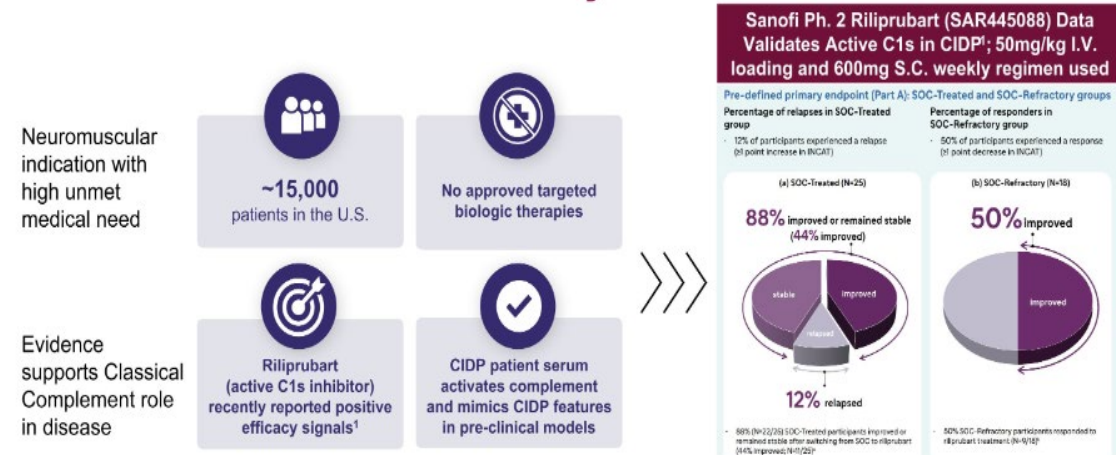 Neuromuscular
indication with
high unmet
medical need
~15,000
patients in the U.S.
No approved targeted
biologic therapies
Evidence
supports Classical
Complement role
in disease
Riliprubart
(active C1s inhibitor)
recently reported positive
efficacy signals¹
CIDP patient serum
activates complement
and mimics CIDP features
in pre-clinical models
Sanofi Ph. 2 Riliprubart (SAR445088) Data
Validates Active C1s in CIDP¹; 50mg/kg I.V.
loading and 600mg S.C. weekly regimen used
Pre-defined primary endpoint (Part A): SOC-Treated and SOC-Refractory groups
Percentage of relapses in SOC-Treated
group
- 12% of participants experienced a relapse
(≥1 point increase in INCAT)
(a) SOC-Treated (N=25)
88% improved or remained stable
(44% improved)
stable
improved
relapsed
12% relapsed
- 88% (N=22/25) SOC-Treated participants improved or
remained stable after switching from SOC to riliprubart
(44% improved; N=11/25)
Percentage of responders in
SOC-Refractory group
- 50% of participants experienced a response
(≥1 point decrease in INCAT)
(b) SOC-Refractory (N=18)
50% improved
improved
- 50% SOC-Refractory participants responded to
riliprubart treatment (N=9/18)